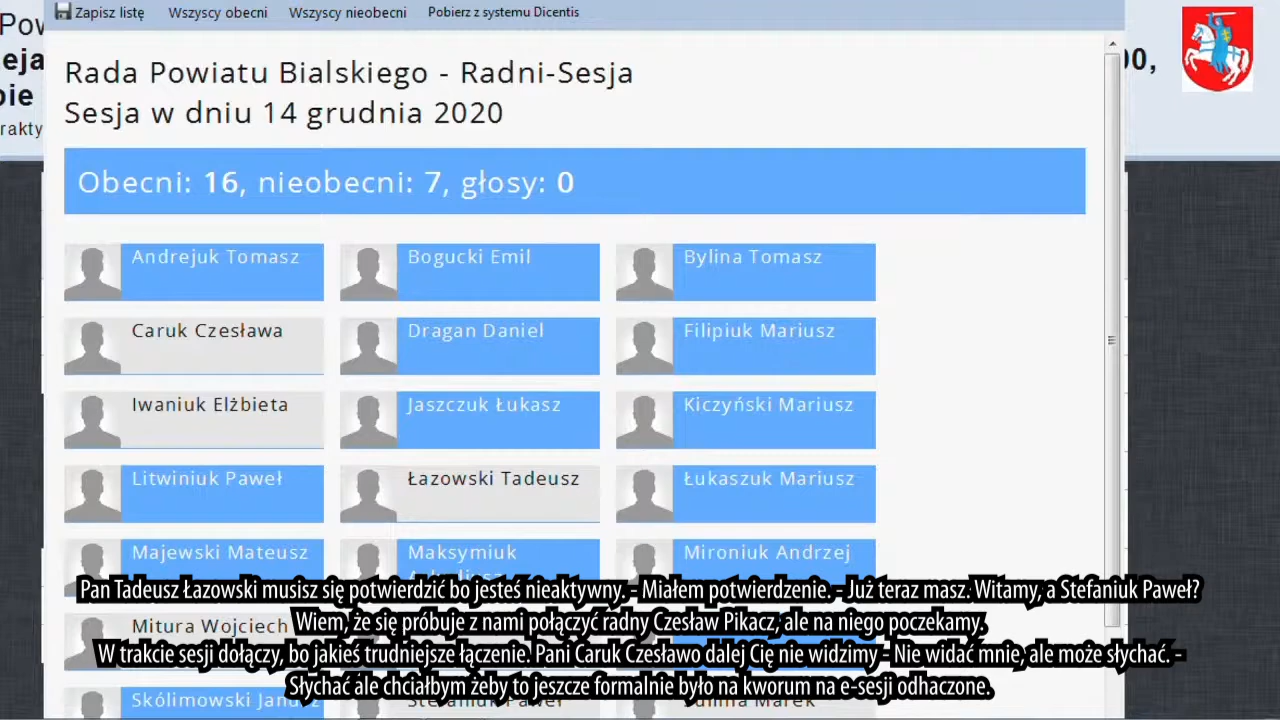 Zapisz listę Wszyscy obecni Wszyscy nieobecni Pobierz z systemu Dicentis
Rada Powiatu Bialskiego - Radni-Sesja
Sesja w dniu 14 grudnia 2020
Obecni: 16, nieobecni: 7, głosy: 0
Andrejuk Tomasz Bogucki Emil Bylina Tomasz
Caruk Czesława Dragan Daniel Filipiuk Mariusz
Iwaniuk Elżbieta Jaszczuk Łukasz Kiczyński Mariusz
Litwiniuk Paweł Łazowski Tadeusz Łukaszuk Mariusz
Majewski Mateusz Maksymiuk Mironiuk Andrzej
Pan Tadeusz Łazowski musisz się potwierdzić bo jesteś nieaktywny. - Miałem potwierdzenie. - Już teraz masz. Witamy, a Stefaniuk Paweł?
Mitura Wojciech
Wiem, że się próbuje z nami połączyć radny Czesław Pikacz, ale na niego poczekamy.
W trakcie sesji dołączy, bo jakieś trudniejsze łączenie. Pani Caruk Czesławo dalej Cię nie widzimy - Nie widać mnie, ale może słychać. -
Słychać ale chciałbym żeby to jeszcze formalnie było na kworum na e-sesji odhaczone.
Skólimowski Stefaniuk Paweł Marek